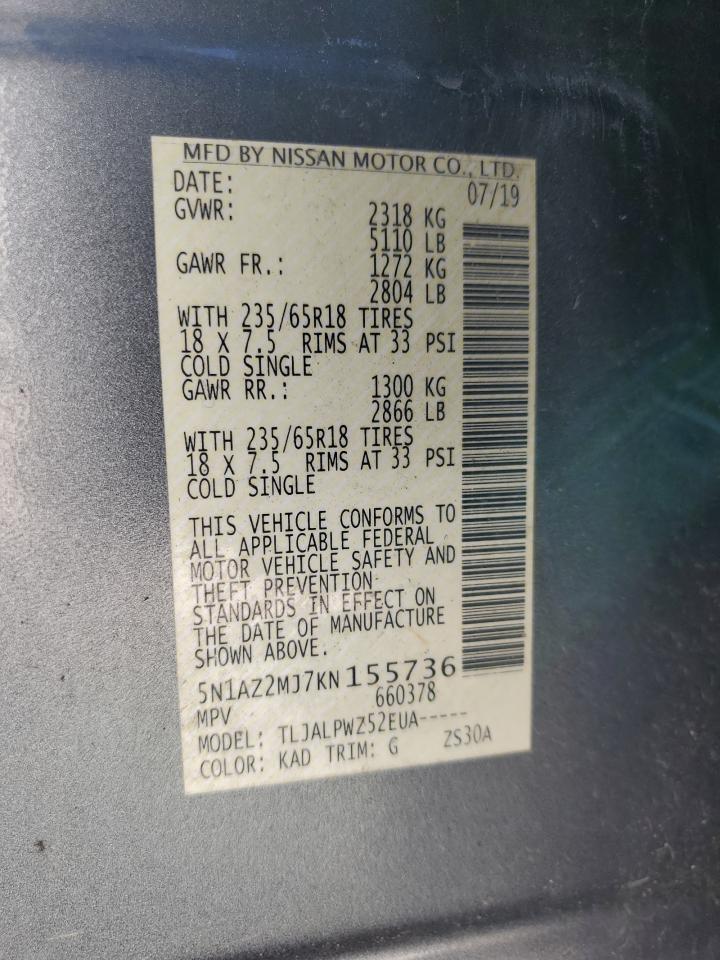 MFD BY NISSAN MOTOR CO., LTD.
DATE: 07/19
GVWR: 2318 KG
5110 LB
GAWR FR.: 1272 KG
2804 LB
WITH 235/65R18 TIRES
18 X 7.5 RIMS AT 33 PSI
COLD SINGLE
GAWR RR.: 1300 KG
2866 LB
WITH 235/65R18 TIRES
18 X 7.5 RIMS AT 33 PSI
COLD SINGLE
THIS VEHICLE CONFORMS TO
ALL APPLICABLE FEDERAL
MOTOR VEHICLE SAFETY AND
THEFT PREVENTION
STANDARDS IN EFFECT ON
THE DATE OF MANUFACTURE
SHOWN ABOVE.
5N1AZ2MJ7KN155736
MPV 660378
MODEL: TLJALPWZ52EUA-----
COLOR: KAD TRIM: G ZS30A